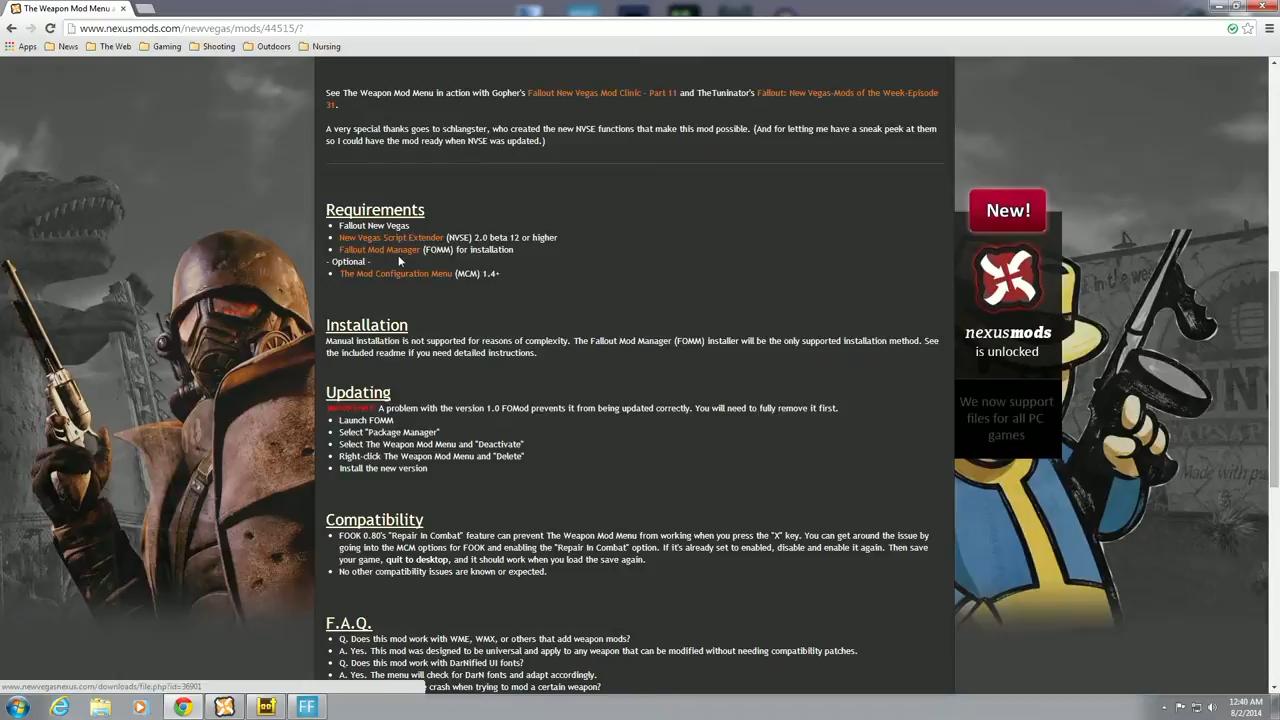 The Weapon Mod Menu a
www.nexusmods.com/newvegas/mods/44515/?
Apps News The Web Gaming Shooting Outdoors Nursing
See The Weapon Mod Menu in action with Gopher's Fallout New Vegas Mod Clinic - Part 11 and TheTuninator's Fallout: New Vegas-Mods of the Week-Episode
31.
A very special thanks goes to schlangster, who created the new NVSE functions that make this mod possible. (And for letting me have a sneak peek at them
so I could have the mod ready when NVSE was updated.)
Requirements
• Fallout New Vegas
• New Vegas Script Extender (NVSE) 2.0 beta 12 or higher
• Fallout Mod Manager (FOMM) for installation
- Optional -
• The Mod Configuration Menu (MCM) 1.4+
New!
nexusmods
is unlocked
We now support
files for all PC
games
Installation
Manual installation is not supported for reasons of complexity. The Fallout Mod Manager (FOMM) installer will be the only supported installation method. See
the included readme if you need detailed instructions.
Updating
A problem with the version 1.0 FOMod prevents it from being updated correctly. You will need to fully remove it first.
• Launch FOMM
• Select "Package Manager"
• Select The Weapon Mod Menu and "Deactivate"
• Right-click The Weapon Mod Menu and "Delete"
• Install the new version
Compatibility
• FOOK 0.80's "Repair In Combat" feature can prevent The Weapon Mod Menu from working when you press the "X" key. You can get around the issue by
going into the MCM options for FOOK and enabling the "Repair In Combat" option. If it's already set to enabled, disable and enable it again. Then save
your game, quit to desktop, and it should work when you load the save again.
• No other compatibility issues are known or expected.
F.A.Q.
• Q. Does this mod work with WME, WMX, or others that add weapon mods?
• A. Yes. This mod was designed to be universal and apply to any weapon that can be modified without needing compatibility patches.
• Q. Does this mod work with DarNified UI fonts?
• A. Yes. The menu will check for DarN fonts and adapt accordingly.
crash when trying to mod a certain weapon?
www.newvegasnexus.com/downloads/file.php?id=36901
FF
12:40 AM
8/2/2014